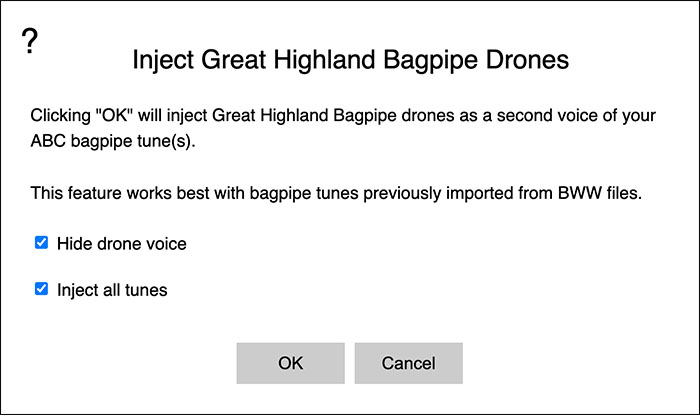 ?
Inject Great Highland Bagpipe Drones
Clicking "OK" will inject Great Highland Bagpipe drones as a second voice of your
ABC bagpipe tune(s).
This feature works best with bagpipe tunes previously imported from BWW files.
Hide drone voice
Inject all tunes
OK
Cancel